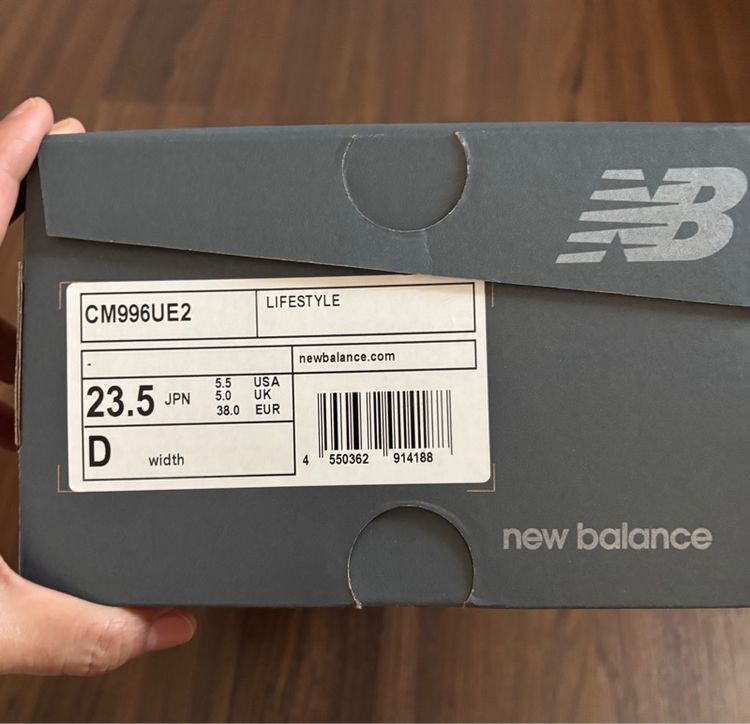 NB
CM996UE2
LIFESTYLE
-
newbalance.com
23.5 JPN
5.5 USA
5.0 UK
38.0 EUR
D width
4 550362 914188
new balance